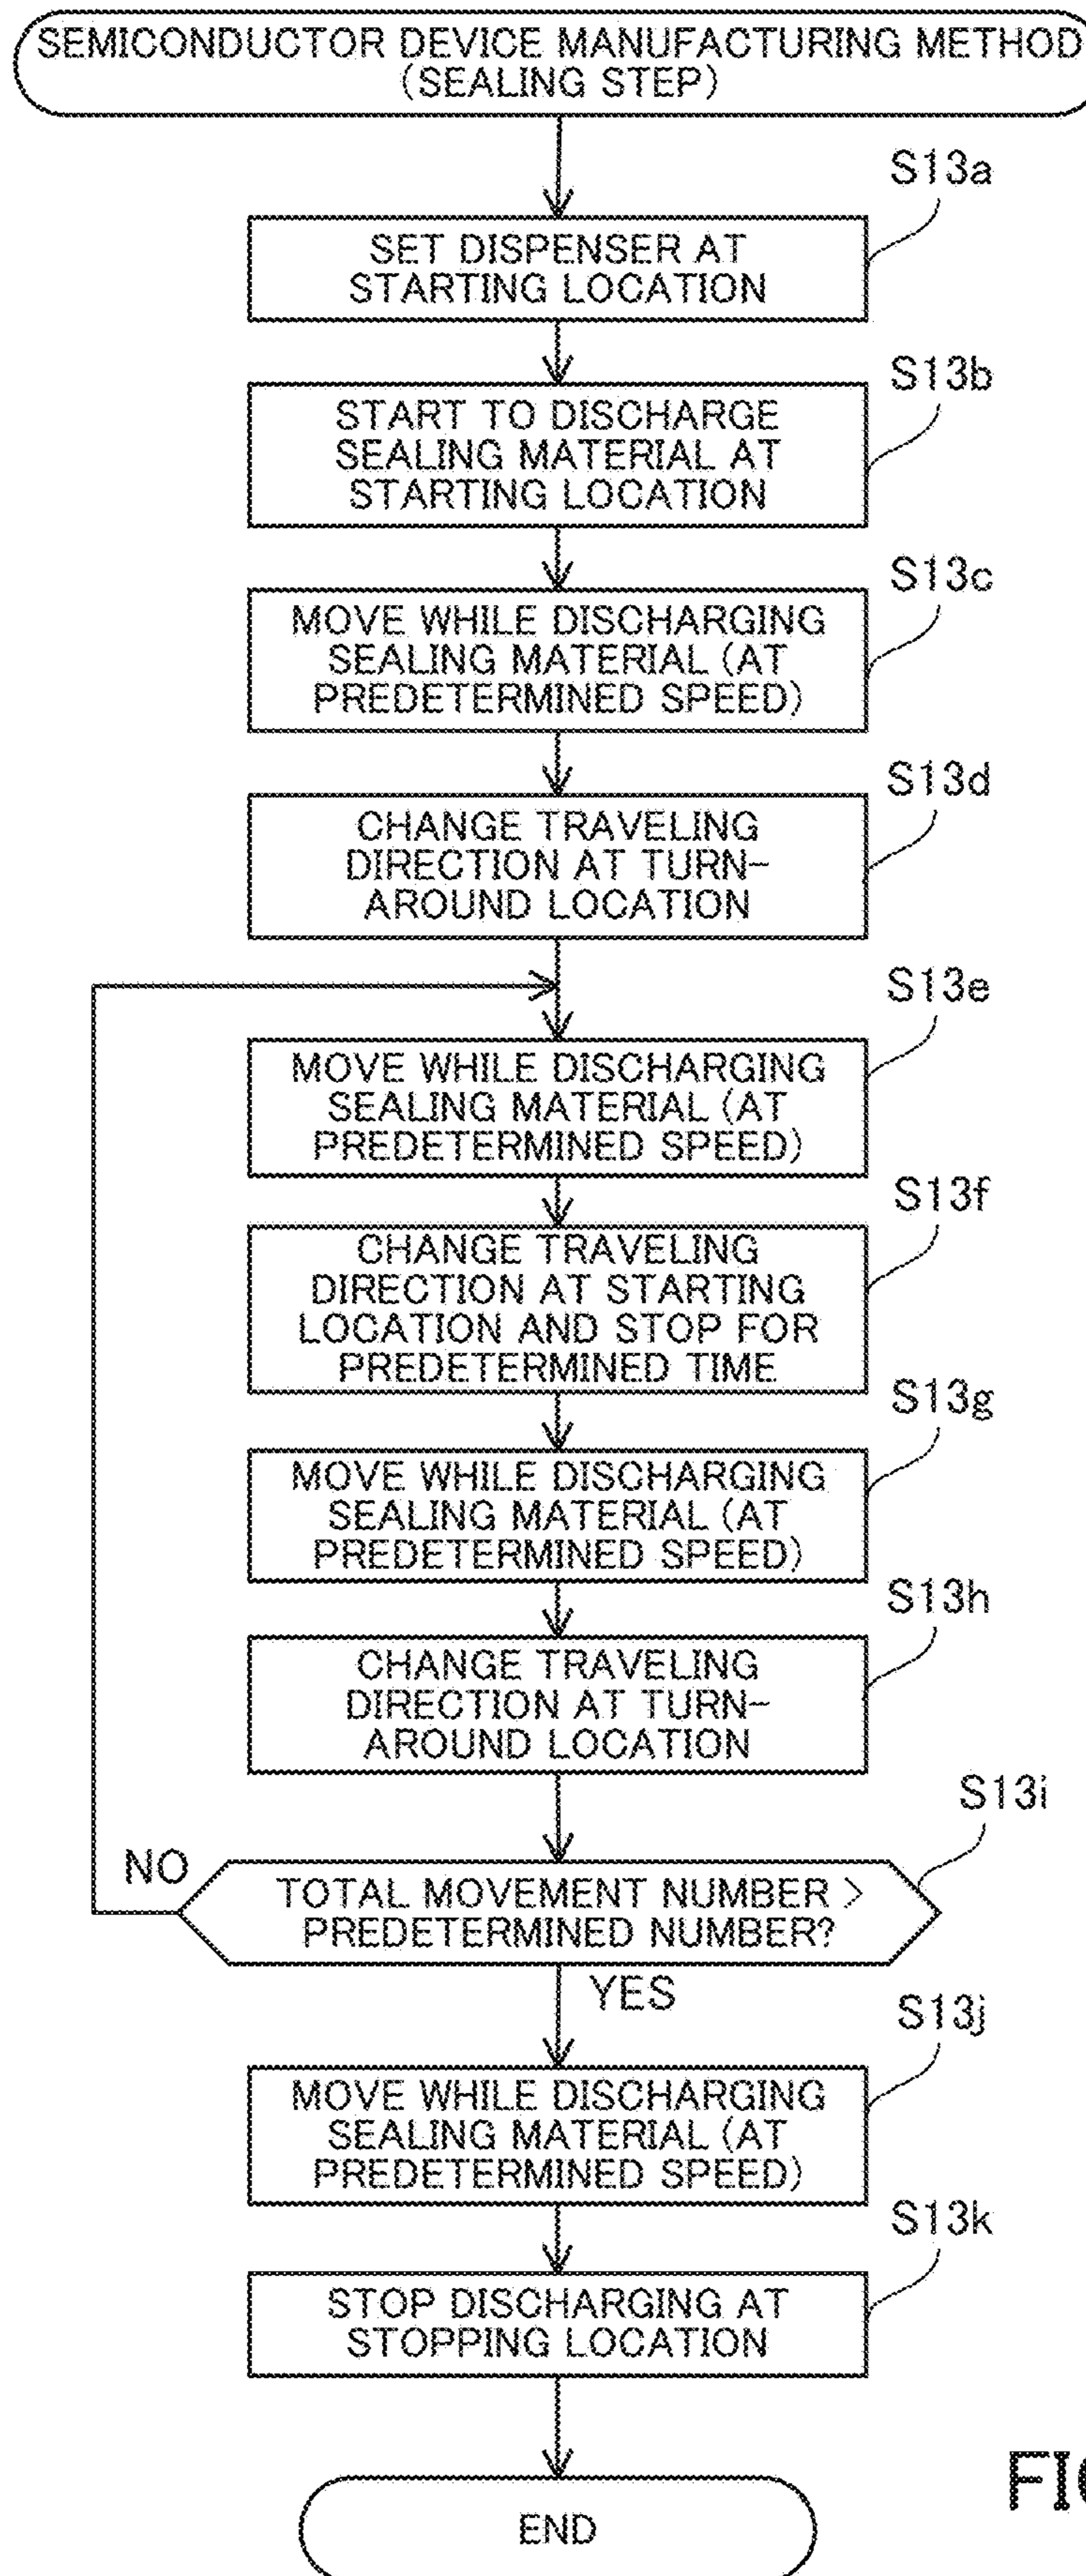 SEMICONDUCTOR DEVICE MANUFACTURING METHOD
(SEALING STEP)
S13a
SET DISPENSER AT
STARTING LOCATION
S13b
START TO DISCHARGE
SEALING MATERIAL AT
STARTING LOCATION
S13c
MOVE WHILE DISCHARGING
SEALING MATERIAL (AT
PREDETERMINED SPEED)
S13d
CHANGE TRAVELING
DIRECTION AT TURN-
AROUND LOCATION
S13e
MOVE WHILE DISCHARGING
SEALING MATERIAL (AT
PREDETERMINED SPEED)
S13f
CHANGE TRAVELING
DIRECTION AT STARTING
LOCATION AND STOP FOR
PREDETERMINED TIME
S13g
MOVE WHILE DISCHARGING
SEALING MATERIAL (AT
PREDETERMINED SPEED)
S13h
CHANGE TRAVELING
DIRECTION AT TURN-
AROUND LOCATION
S13i
NO
TOTAL MOVEMENT NUMBER >
PREDETERMINED NUMBER?
YES
S13j
MOVE WHILE DISCHARGING
SEALING MATERIAL (AT
PREDETERMINED SPEED)
S13k
STOP DISCHARGING AT
STOPPING LOCATION
END